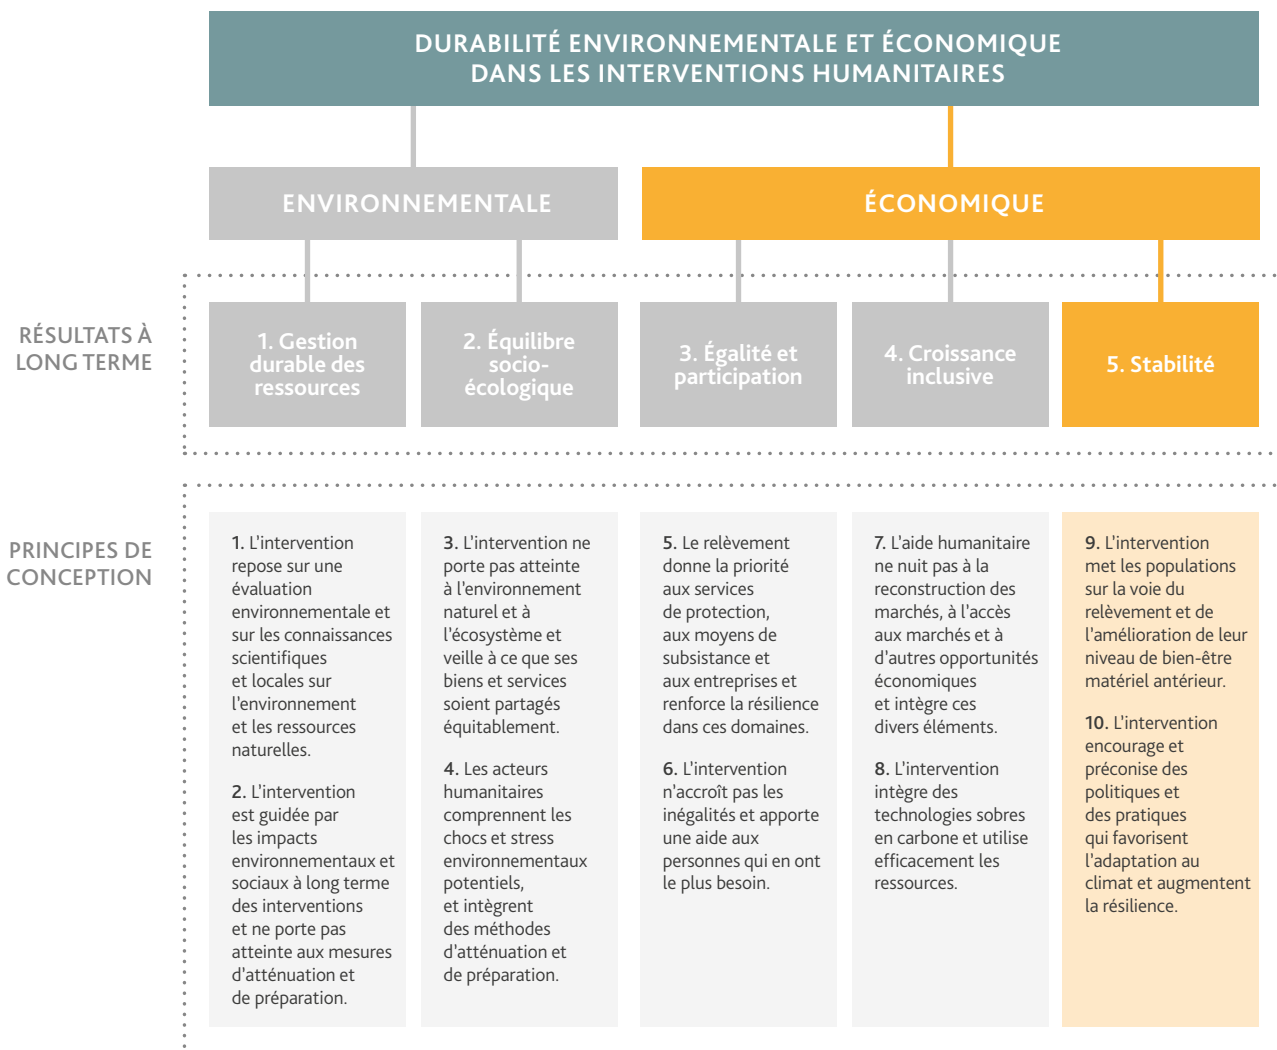 DURABILITÉ ENVIRONNEMENTALE ET ÉCONOMIQUE
DANS LES INTERVENTIONS HUMANITAIRES
ENVIRONNEMENTALE
ÉCONOMIQUE
RÉSULTATS À
LONG TERME
1. Gestion
durable des
ressources
2. Équilibre
socio-
écologique
3. Égalité et
participation
4. Croissance
inclusive
5. Stabilité
PRINCIPES DE
CONCEPTION
1. L'intervention
repose sur une
évaluation
environnementale et
sur les connaissances
scientifiques
et locales sur
l'environnement
et les ressources
naturelles.
2. L'intervention
est guidée par
les impacts
environnementaux et
sociaux à long terme
des interventions
et ne porte pas
atteinte aux mesures
d'atténuation et
de préparation.
3. L'intervention ne
porte pas atteinte
à l'environnement
naturel et à
l'écosystème et
veille à ce que ses
biens et services
soient partagés
équitablement.
4. Les acteurs
humanitaires
comprennent les
chocs et stress
environnementaux
potentiels,
et intègrent
des méthodes
d'atténuation et
de préparation.
5. Le relèvement
donne la priorité
aux services
de protection,
aux moyens de
subsistance et
aux entreprises et
renforce la résilience
dans ces domaines.
6. L'intervention
n'accroît pas les
inégalités et apporte
une aide aux
personnes qui en ont
le plus besoin.
7. L'aide humanitaire
ne nuit pas à la
reconstruction des
marchés, à l'accès
aux marchés et à
d'autres opportunités
économiques
et intègre ces
divers éléments.
8. L'intervention
intègre des
technologies sobres
en carbone et utilise
efficacement les
ressources.
9. L'intervention
met les populations
sur la voie du
relèvement et de
l'amélioration de leur
niveau de bien-être
matériel antérieur.
10. L'intervention
encourage et
préconise des
politiques et
des pratiques
qui favorisent
l'adaptation au
climat et augmentent
la résilience.